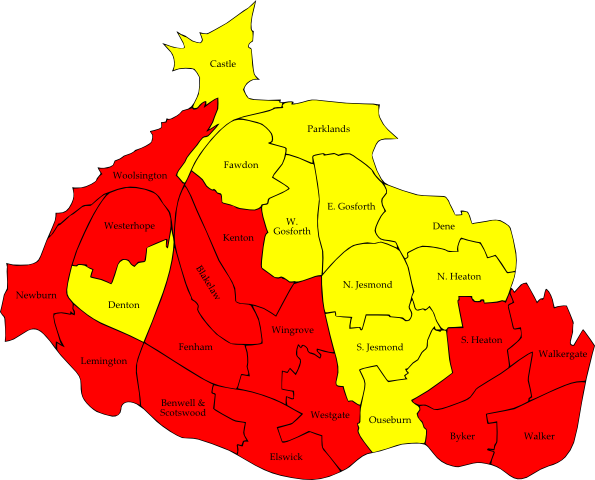 Castle
Parklands
Fawdon
Woolsington
E. Gosforth
Westerhope
W.
Gosforth
Dene
Kenton
N. Heaton
Blakelaw
N. Jesmond
Newburn
Denton
Wingrove
S. Heaton
Fenham
S. Jesmond
Walkergate
Lemington
Benwell &
Scotswood
Westgate
Ouseburn
Byker
Walker
Elswick